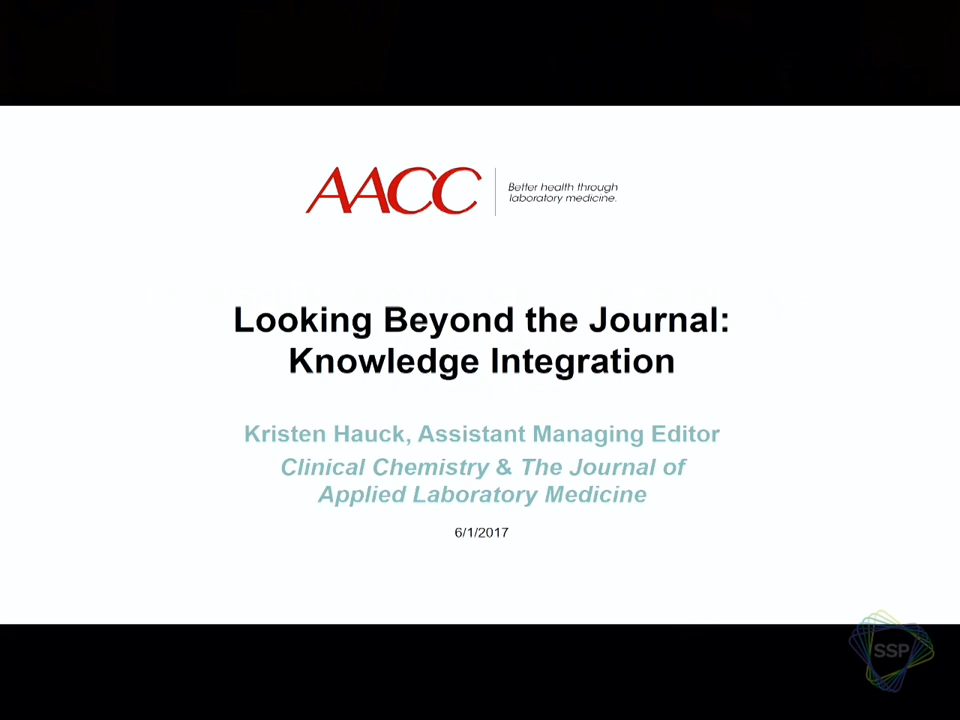 AACC
Better health through
laboratory medicine.
Looking Beyond the Journal:
Knowledge Integration
Kristen Hauck, Assistant Managing Editor
Clinical Chemistry & The Journal of
Applied Laboratory Medicine
6/1/2017
SSP